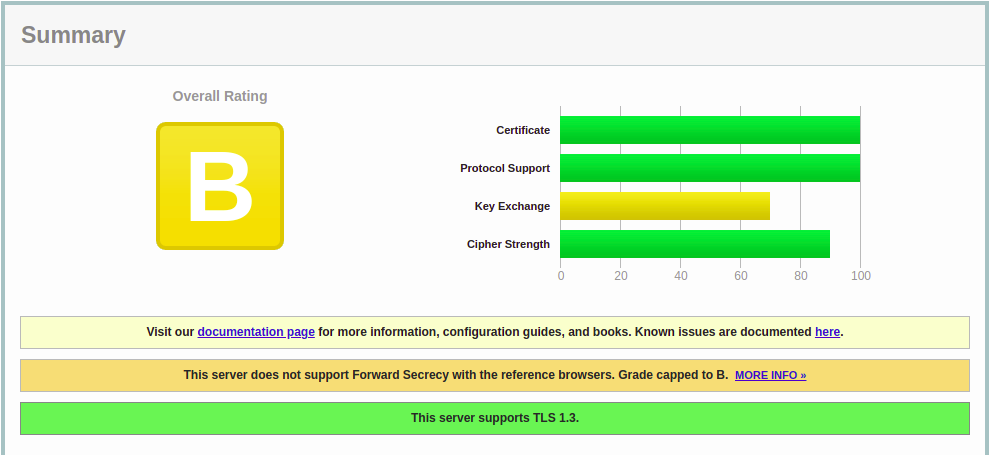 Summary
Overall Rating
B
Certificate
Protocol Support
Key Exchange
Cipher Strength
0 20 40 60 80 100
Visit our documentation page for more information, configuration guides, and books. Known issues are documented here.
This server does not support Forward Secrecy with the reference browsers. Grade capped to B. MORE INFO »
This server supports TLS 1.3.